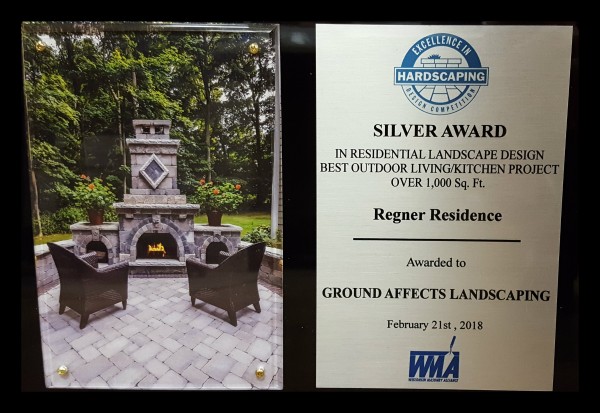 EXCELLENCE IN
HARDSCAPING
DESIGN COMPETITION
SILVER AWARD
IN RESIDENTIAL LANDSCAPE DESIGN
BEST OUTDOOR LIVING/KITCHEN PROJECT
OVER 1,000 Sq. Ft.
Regner Residence
Awarded to
GROUND AFFECTS LANDSCAPING
February 21st , 2018
WMA
WISCONSIN MASONRY ALLIANCE